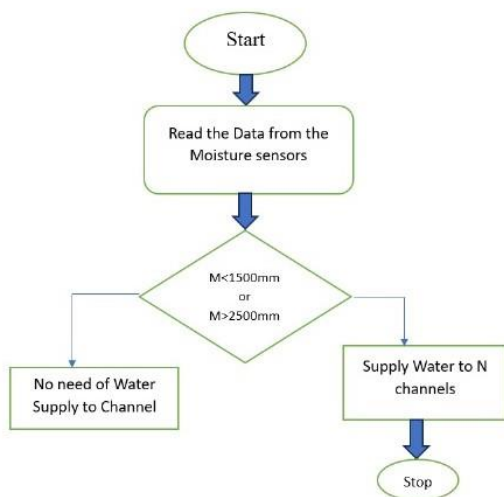 Start
Read the Data from the
Moisture sensors
M<1500mm
or
M>2500mm
No need of Water
Supply to Channel
Supply Water to N
channels
Stop